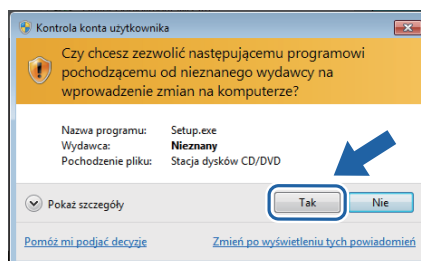 Kontrola konta użytkownika
Czy chcesz zezwolić następującemu programowi
pochodzącemu od nieznanego wydawcy na
wprowadzenie zmian na komputerze?
Nazwa programu: Setup.exe
Wydawca: Nieznany
Pochodzenie pliku: Stacja dysków CD/DVD
Pokaż szczegóły Tak Nie
Pomóż mi podjąć decyzje Zmień po wyświetleniu tych powiadomień